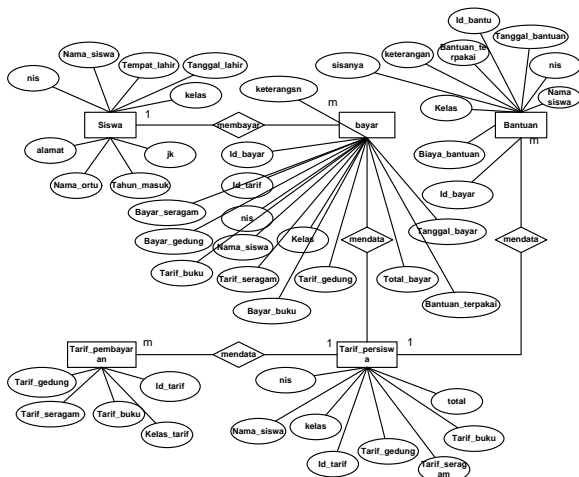 Id_bantu
Nama_siswa
Tempat_lahir
Tanggal_lahir
keterangan
Bantuan_te
rpakai
Tanggal_bantuan
sisanya
nis
nis
kelas
keterangsn
Kelas
Nama
siswa
1
m
Siswa
membayar
bayar
Bantuan
m
alamat
jk
Id_bayar
Biaya_bantuan
Nama_ortu
Tahun_masuk
Id_tarif
Id_bayar
Bayar_seragam
nis
Tanggal_bayar
Bayar_gedung
Nama_siswa
Kelas
mendata
mendata
Tarif_buku
Tarif_seragam
Tarif_gedung
Total_bayar
Bayar_buku
Bantuan_terpakai
m
1
1
Tarif_pembayar
an
mendata
Tarif_persisw
a
Tarif_gedung
Id_tarif
nis
total
Tarif_seragam
Tarif_buku
Kelas_tarif
Nama_siswa
kelas
Tarif_buku
Id_tarif
Tarif_gedung
Tarif_serag
am